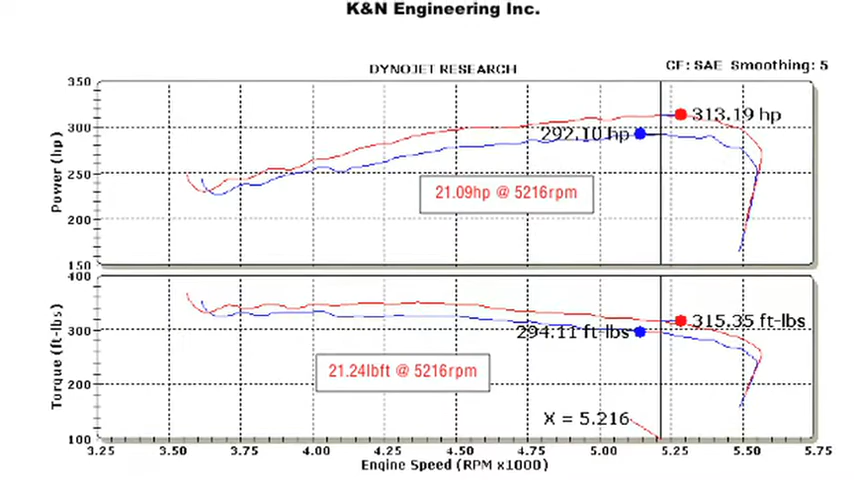 K&N Engineering Inc.
DYNOJET RESEARCH
CF: SAE Smoothing: 5
Power (hp)
350
300
250
200
150
313.19 hp
292.10 hp
21.09hp @ 5216rpm
Torque (ft-lbs)
400
300
200
100
315.35 ft-lbs
294.11 ft-lbs
21.24lbft @ 5216rpm
X = 5.216
3.25 3.50 3.75 4.00 4.25 4.50 4.75 5.00 5.25 5.50 5.75
Engine Speed (RPM x1000)